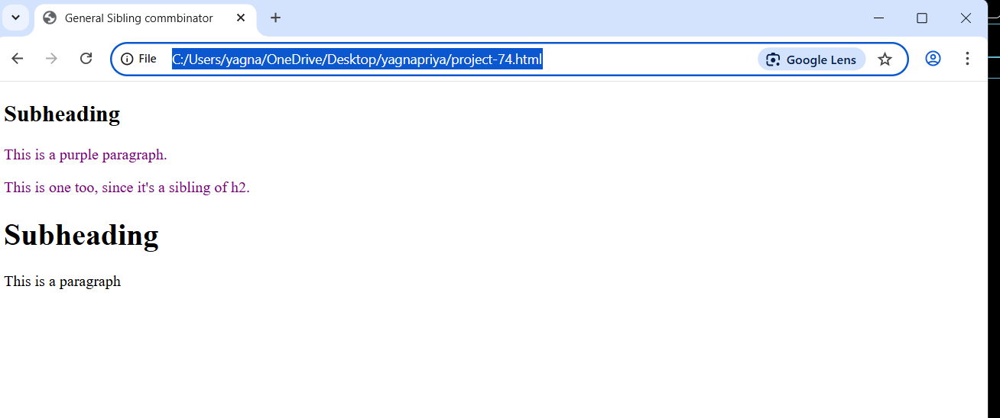 General Sibling commbinator
File C:/Users/yagna/OneDrive/Desktop/yagnapriya/project-74.html Google Lens
Subheading
This is a purple paragraph.
This is one too, since it's a sibling of h2.
Subheading
This is a paragraph